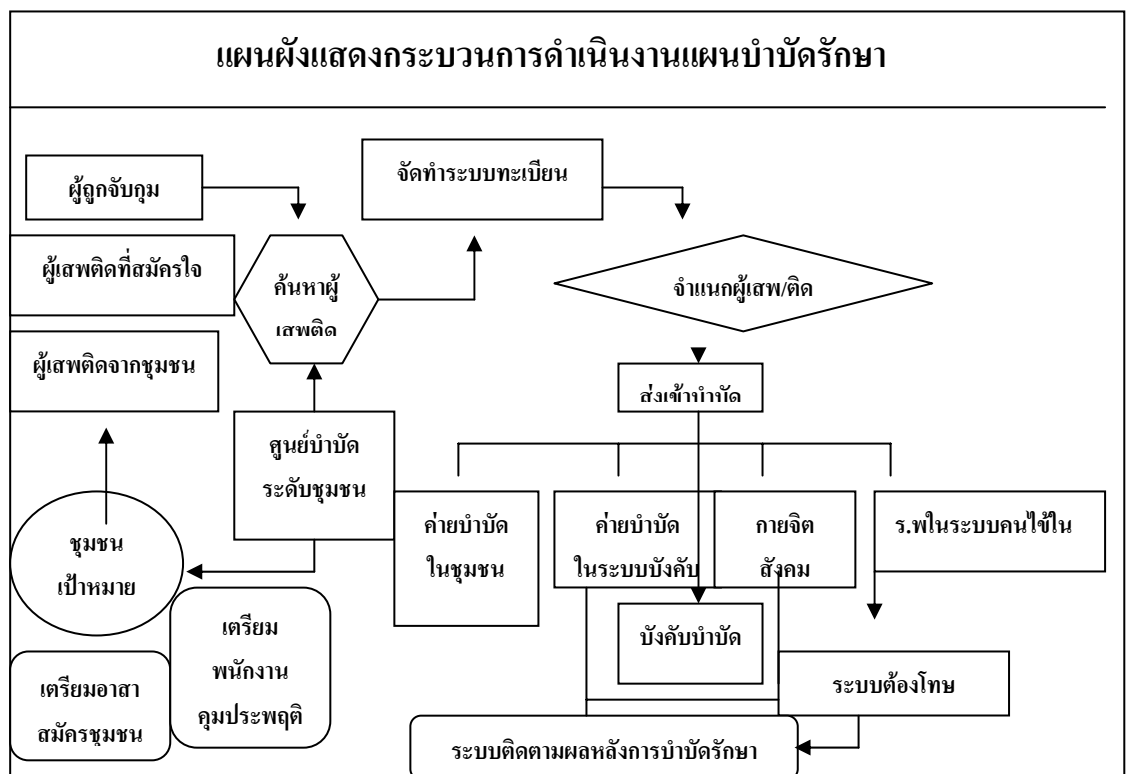 แผนผังแสดงกระบวนการดำเนินงานแผนบำบัดรักษา
ผู้ถูกจับกุม
จัดทำระบบทะเบียน
ผู้เสพติดที่สมัครใจ
ค้นหาผู้
เสพติด
จำแนกผู้เสพ/ติด
ผู้เสพติดจากชุมชน
ส่งเข้าบำบัด
ศูนย์บำบัด
ระดับชุมชน
ค่ายบำบัด
ในชุมชน
ค่ายบำบัด
ในระบบบังคับ
กายจิต
สังคม
ร.พในระบบคนไข้ใน
ชุมชน
เป้าหมาย
เตรียม
พนักงาน
คุมประพฤติ
บังคับบำบัด
เตรียมอาสา
สมัครชุมชน
ระบบต้องโทษ
ระบบติดตามผลหลังการบำบัดรักษา